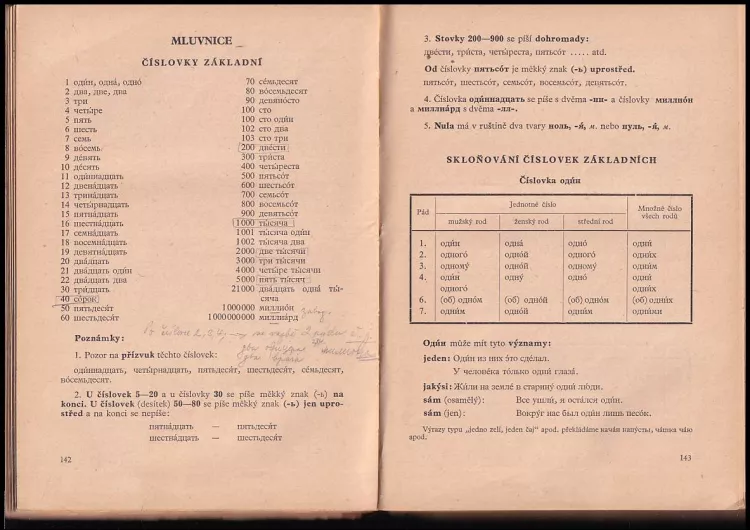 MLUVNICE
ČÍSLOVKY ZÁKLADNÍ
1 оди́н, одна́, одно́
2 два, две, два
3 три
4 четы́ре
5 пять
6 шесть
7 семь
8 во́семь
9 де́вять
10 де́сять
11 оди́ннадцать
12 двена́дцать
13 трина́дцать
14 четы́рнадцать
15 пятна́дцать
16 шестна́дцать
17 семна́дцать
18 восемна́дцать
19 девятна́дцать
20 два́дцать
21 два́дцать оди́н
22 два́дцать два
30 три́дцать
40 со́рок
50 пятьдеся́т
60 шестьдеся́т
70 се́мьдесят
80 во́семьдесят
90 девяно́сто
100 сто
100 сто оди́н
102 сто два
103 сто три
200 две́сти
300 три́ста
400 четы́реста
500 пятьсо́т
600 шестьсо́т
700 семьсо́т
800 восемьсо́т
900 девятьсо́т
1000 ты́сяча
1001 ты́сяча оди́н
1002 ты́сяча два
2000 две ты́сячи
3000 три ты́сячи
4000 четы́ре ты́сячи
5000 пять ты́сяч
21000 два́дцать одна́ ты́-
сяча
1000000 миллио́н
1000000000 миллиа́рд
Poznámky:
1. Pozor na přízvuk těchto číslovek:
оди́ннадцать, четы́рнадцать, пятьдеся́т, шестьдеся́т, се́мьдесят,
во́семьдесят.
2. U číslovek 5—20 a u číslovky 30 se píše měkký znak (-ь) na
konci. U číslovek (desítek) 50—80 se píše měkký znak (-ь) jen upro-
střed a na konci se nepíše:
пятна́дцать — пятьдеся́т
шестна́дцать — шестьдеся́т
142
3. Stovky 200—900 se píší dohromady:
две́сти, три́ста, четы́реста, пятьсо́т ..... atd.
Od číslovky пятьсо́т je měkký znak (-ь) uprostřed.
пятьсо́т, шестьсо́т, семьсо́т, восемьсо́т, девятьсо́т.
4. Číslovka оди́ннадцать se píše s dvěma -нн- a číslovky миллио́н
a миллиа́рд s dvěma -лл-.
5. Nula má v ruštině dva tvary ноль, -я́, м. nebo нуль, -я́, м.
SKLOŇOVÁNÍ ČÍSLOVEK ZÁKLADNÍCH
Číslovka оди́н
Pád Jednotné číslo Množné číslo všech rodů
mužský rod ženský rod střední rod
1. оди́н одна́ одно́ одни́
2. одного́ одно́й одного́ одни́х
3. одному́ одно́й одному́ одни́м
4. оди́н одну́ одно́ одни́
одного́ одни́х
6. (об) одно́м (об) одно́й (об) одно́м (об) одни́х
7. одни́м одно́й одни́м одни́ми
Оди́н může mít tyto významy:
jeden: Оди́н из них э́то сде́лал.
У челове́ка то́лько одни́ глаза́.
jakýsi: Жи́ли на земле́ в старину́ одни́ лю́ди.
sám (osamělý): Все ушли́, я оста́лся оди́н.
sám (jen): Вокру́г нас был оди́н лишь песо́к.
Výrazy typu „jedno zelí, jeden čaj“ apod. překládáme коча́н капу́сты, ча́шка ча́ю
apod.
143